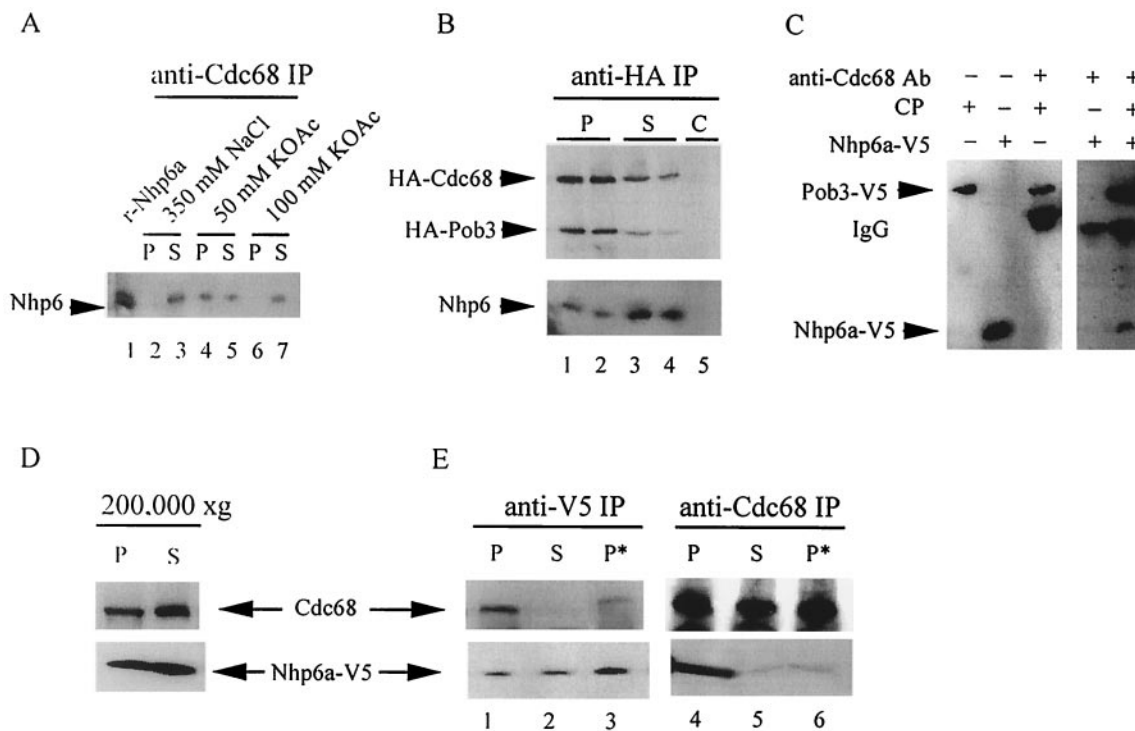 A
anti-Cdc68 IP
r-Nhp6a
350 mM NaCl
50 mM KOAc
100 mM KOAc
P S P S P S
Nhp6
1 2 3 4 5 6 7
B
anti-HA IP
P S C
HA-Cdc68
HA-Pob3
Nhp6
1 2 3 4 5
C
anti-Cdc68 Ab – – + + +
CP + – + – +
Nhp6a-V5 – + – + +
Pob3-V5
IgG
Nhp6a-V5
D
200.000 xg
P S
E
anti-V5 IP anti-Cdc68 IP
P S P* P S P*
Cdc68
Nhp6a-V5
1 2 3 4 5 6